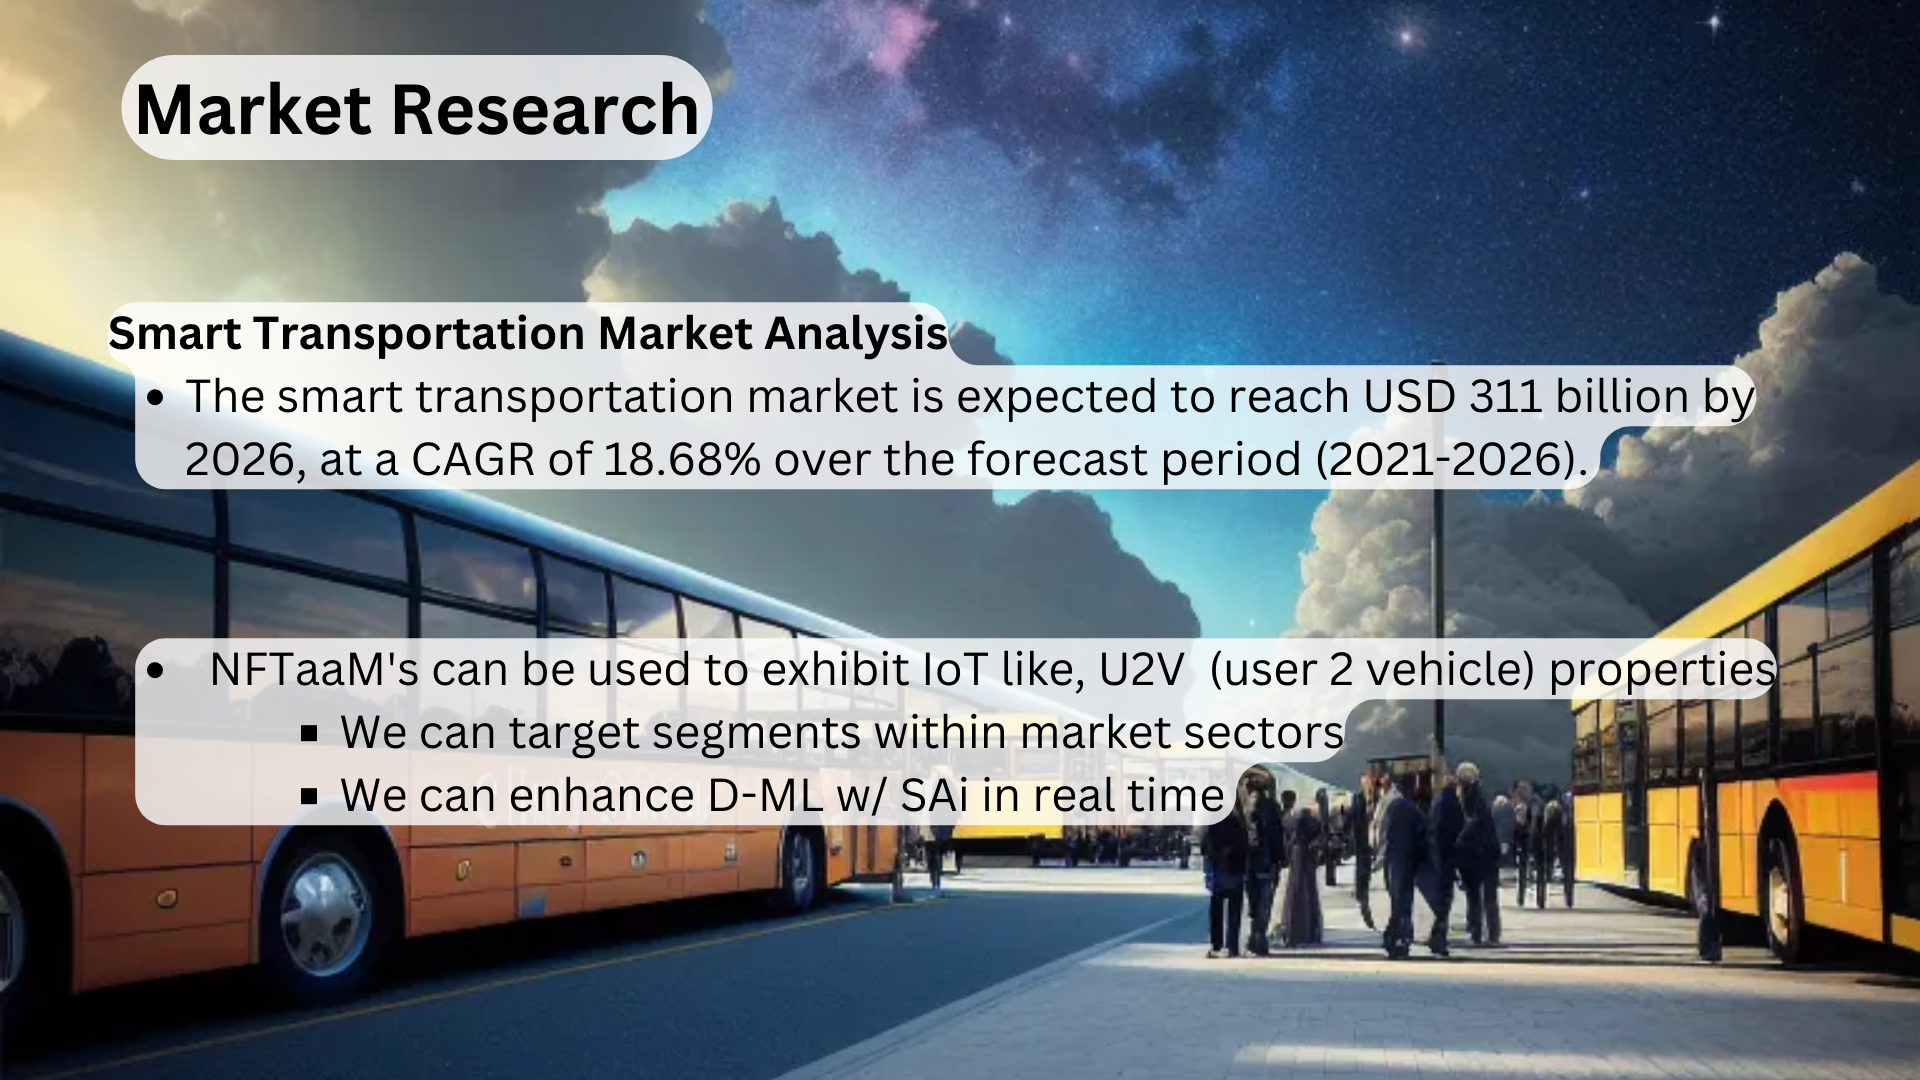 Market Research
Smart Transportation Market Analysis
• The smart transportation market is expected to reach USD 311 billion by
2026, at a CAGR of 18.68% over the forecast period (2021-2026).
• NFTaaM's can be used to exhibit IoT like, U2V  (user 2 vehicle) properties
▪ We can target segments within market sectors
▪ We can enhance D-ML w/ SAi in real time